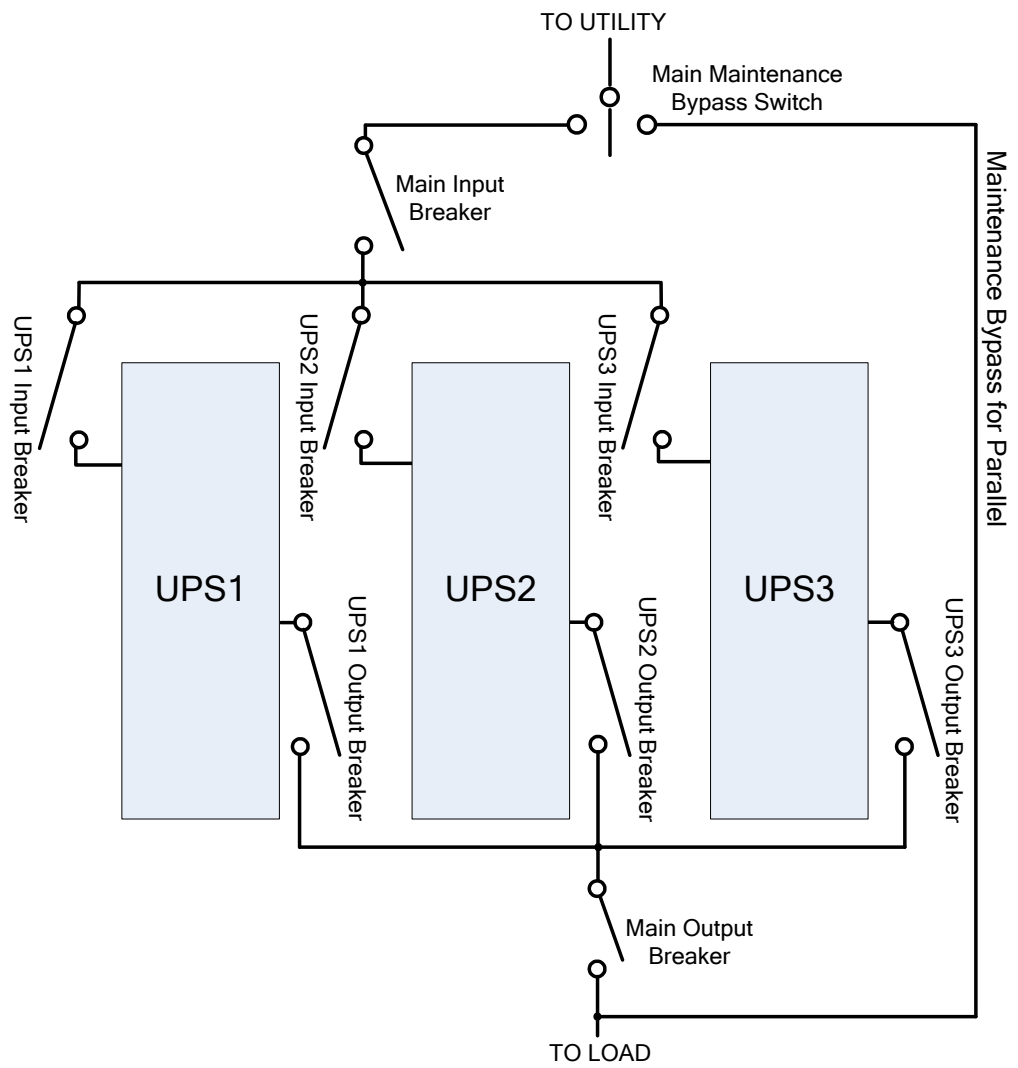 TO UTILITY
Main Maintenance
Bypass Switch
Main Input
Breaker
Maintenance Bypass for Parallel
UPS1 Input Breaker
UPS2 Input Breaker
UPS3 Input Breaker
UPS1
UPS2
UPS3
UPS1 Output Breaker
UPS2 Output Breaker
UPS3 Output Breaker
Main Output
Breaker
TO LOAD